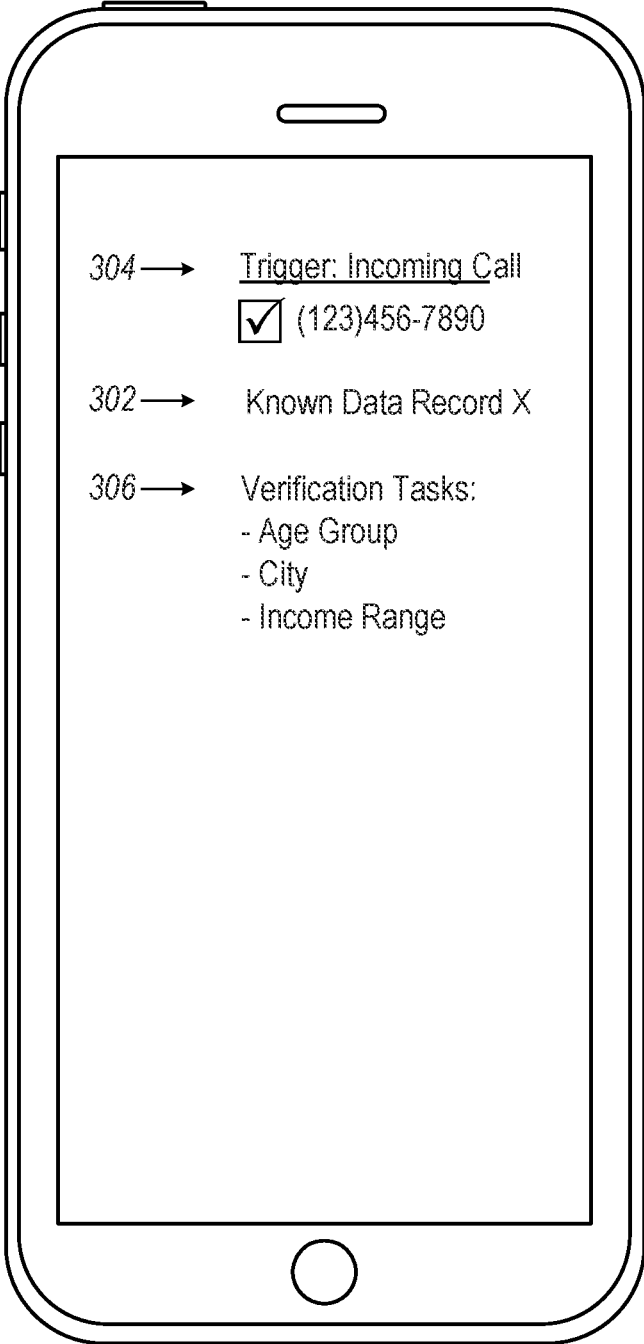 304 Trigger: Incoming Call
(123)456-7890
302 Known Data Record X
306 Verification Tasks:
- Age Group
- City
- Income Range